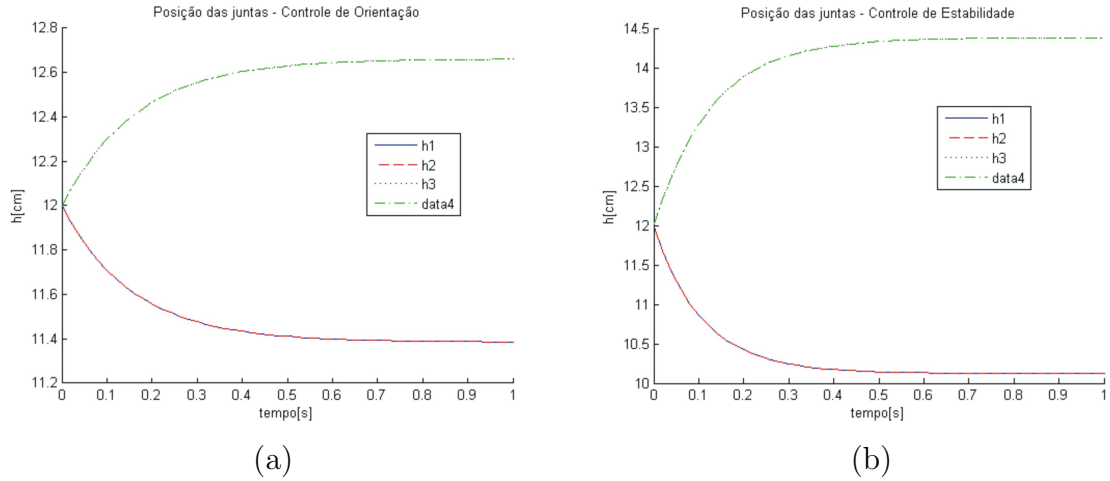 Posição das juntas - Controle de Orientação
12.8
12.6
12.4
12.2
12
11.8
11.6
11.4
11.2
h[cm]
h1
h2
h3
data4
0 0.1 0.2 0.3 0.4 0.5 0.6 0.7 0.8 0.9 1
tempo[s]
(a)
Posição das juntas - Controle de Estabilidade
14.5
14
13.5
13
12.5
12
11.5
11
10.5
10
h[cm]
h1
h2
h3
data4
0 0.1 0.2 0.3 0.4 0.5 0.6 0.7 0.8 0.9 1
tempo[s]
(b)